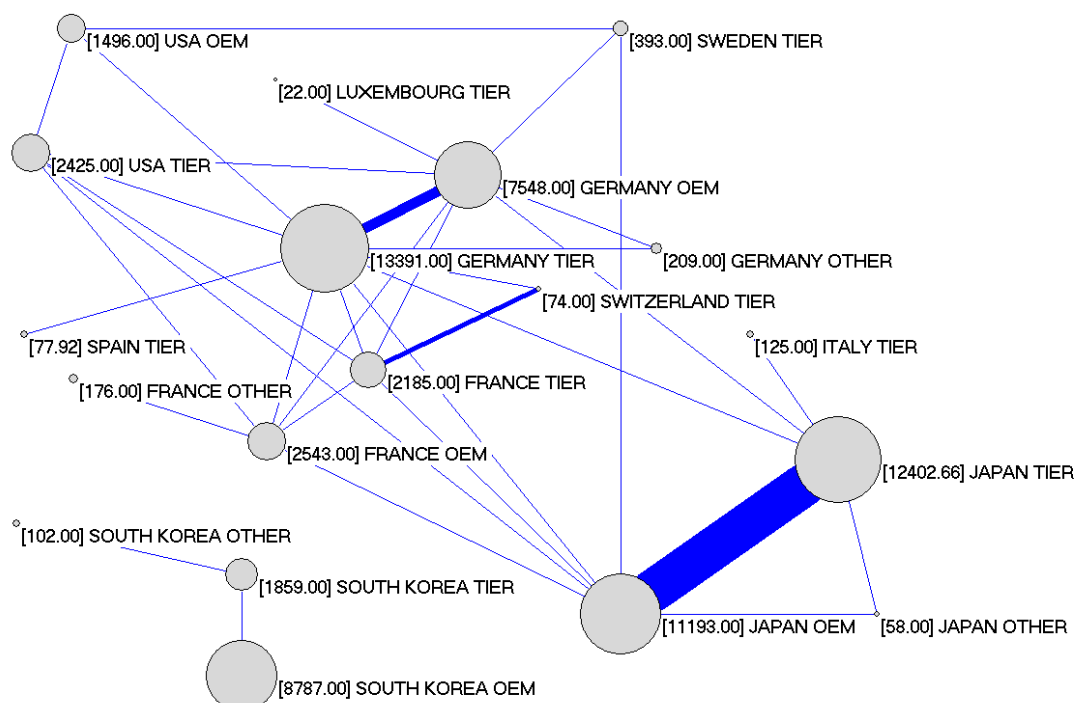 [1496.00] USA OEM
[393.00] SWEDEN TIER
[22.00] LUXEMBOURG TIER
[2425.00] USA TIER
[7548.00] GERMANY OEM
[13391.00] GERMANY TIER
[209.00] GERMANY OTHER
[74.00] SWITZERLAND TIER
[77.92] SPAIN TIER
[125.00] ITALY TIER
[2185.00] FRANCE TIER
[176.00] FRANCE OTHER
[2543.00] FRANCE OEM
[12402.66] JAPAN TIER
[102.00] SOUTH KOREA OTHER
[1859.00] SOUTH KOREA TIER
[11193.00] JAPAN OEM
[58.00] JAPAN OTHER
[8787.00] SOUTH KOREA OEM